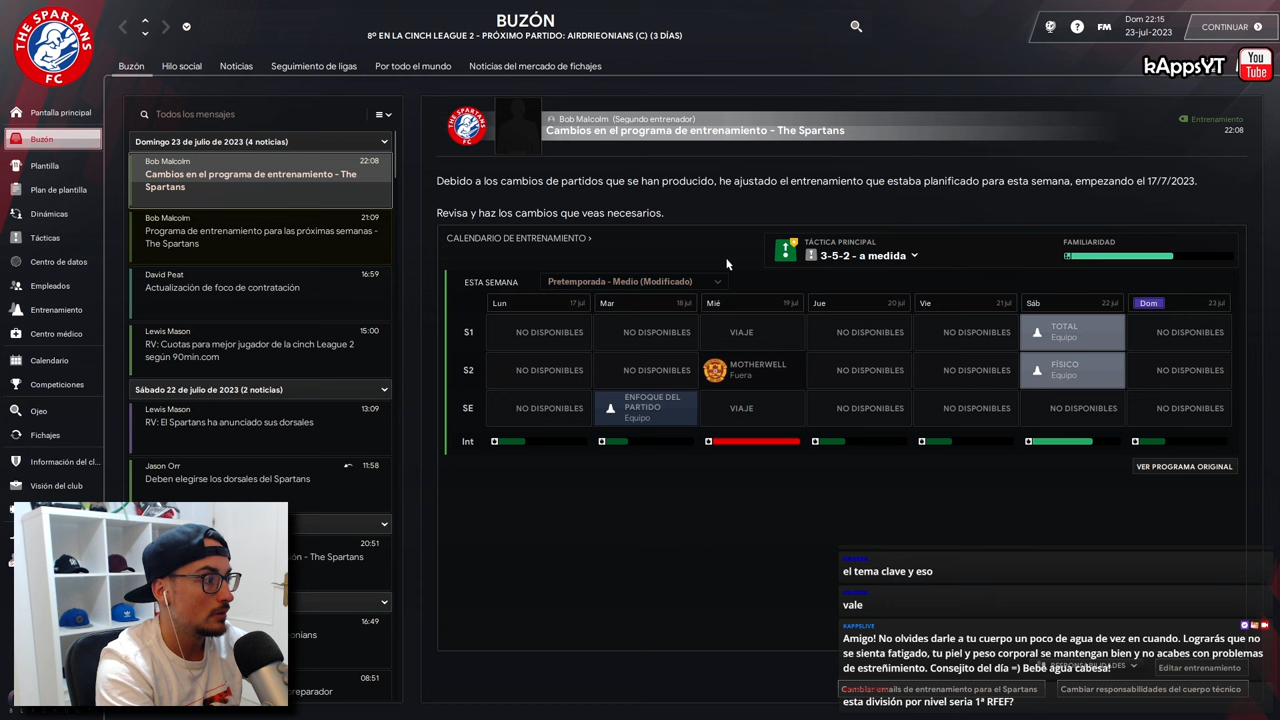 THE SPARTANS
FC
BUZÓN
8º EN LA CINCH LEAGUE 2 - PRÓXIMO PARTIDO: AIRDRIEONIANS (C) (3 DÍAS)
FM
Dom 22:15
23-jul-2023
CONTINUAR
Buzón
Hilo social
Noticias
Seguimiento de ligas
Por todo el mundo
Noticias del mercado de fichajes
kAppsYT
You
Tube
Pantalla principal
Buzón
Plantilla
Plan de plantilla
Dinámicas
Tácticas
Centro de datos
Empleados
Entrenamiento
Centro médico
Calendario
Competiciones
Ojeo
Fichajes
Información del cl...
Visión del club
Todos los mensajes
Domingo 23 de julio de 2023 (4 noticias)
Bob Malcolm
22:08
Cambios en el programa de entrenamiento - The
Spartans
Bob Malcolm
21:09
Programa de entrenamiento para las próximas semanas -
The Spartans
David Peat
16:59
Actualización de foco de contratación
Lewis Mason
15:00
RV: Cuotas para mejor jugador de la cinch League 2
según 90min.com
Sábado 22 de julio de 2023 (2 noticias)
Lewis Mason
13:09
RV: El Spartans ha anunciado sus dorsales
Jason Orr
11:58
Deben elegirse los dorsales del Spartans
20:51
- The Spartans
16:49
08:51
Bob Malcolm (Segundo entrenador)
Cambios en el programa de entrenamiento - The Spartans
Entrenamiento
22:08
Debido a los cambios de partidos que se han producido, he ajustado el entrenamiento que estaba planificado para esta semana, empezando el 17/7/2023.
Revisa y haz los cambios que veas necesarios.
CALENDARIO DE ENTRENAMIENTO >
TÁCTICA PRINCIPAL
3-5-2 - a medida
FAMILIARIDAD
ESTA SEMANA
Pretemporada - Medio (Modificado)
Lun 17 jul
Mar 18 jul
Mié 19 jul
Jue 20 jul
Vie 21 jul
Sáb 22 jul
Dom 23 jul
S1
NO DISPONIBLES
NO DISPONIBLES
VIAJE
NO DISPONIBLES
NO DISPONIBLES
TOTAL
Equipo
NO DISPONIBLES
S2
NO DISPONIBLES
NO DISPONIBLES
MOTHERWELL
Fuera
NO DISPONIBLES
NO DISPONIBLES
FÍSICO
Equipo
NO DISPONIBLES
SE
NO DISPONIBLES
ENFOQUE DEL
PARTIDO
Equipo
VIAJE
NO DISPONIBLES
NO DISPONIBLES
NO DISPONIBLES
NO DISPONIBLES
Int
VER PROGRAMA ORIGINAL
el tema clave y eso
vale
KAPPSLIVE
Amigo! No olvides darle a tu cuerpo un poco de agua de vez en cuando. Lograrás que no
se sienta fatigado, tu piel y peso corporal se mantengan bien y no acabes con problemas
de estreñimiento. Consejito del día =) Bebé agua cabesa!
RESPONSABILIDADES
Editar entrenamiento
Cambiar emails de entrenamiento para el Spartans
Cambiar responsabilidades del cuerpo técnico
esta división por nivel seria 1ª RFEF?